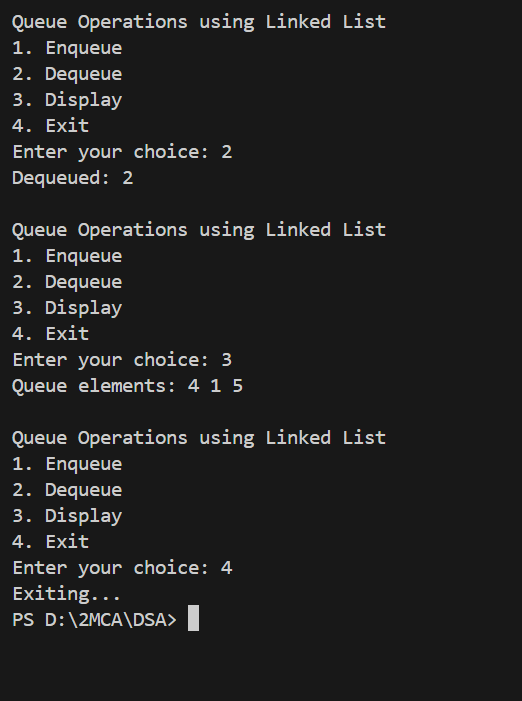 Queue Operations using Linked List
1. Enqueue
2. Dequeue
3. Display
4. Exit
Enter your choice: 2
Dequeued: 2
Queue Operations using Linked List
1. Enqueue
2. Dequeue
3. Display
4. Exit
Enter your choice: 3
Queue elements: 4 1 5
Queue Operations using Linked List
1. Enqueue
2. Dequeue
3. Display
4. Exit
Enter your choice: 4
Exiting...
PS D:\2MCA\DSA>